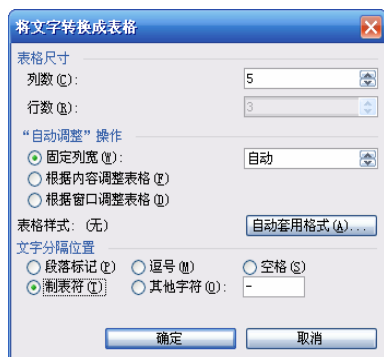 将文字转换成表格
表格尺寸
列数(C): 5
行数(R): 3
“自动调整”操作
固定列宽(W): 自动
根据内容调整表格(F)
根据窗口调整表格(D)
表格样式: (无) 自动套用格式(A)...
文字分隔位置
段落标记(P) 逗号(M) 空格(S)
制表符(T) 其他字符(O): -
确定 取消